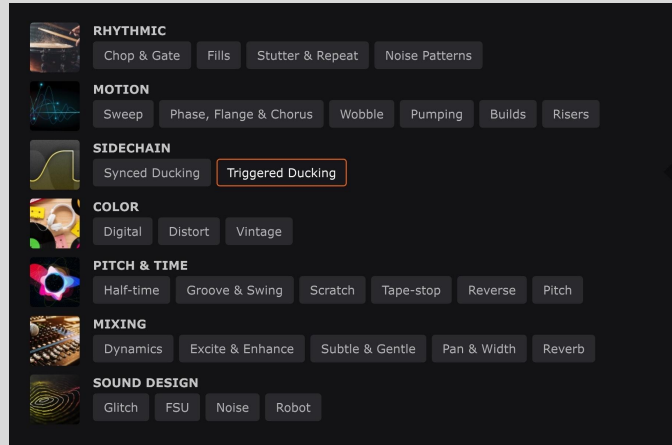 RHYTHMIC
Chop & Gate Fills Stutter & Repeat Noise Patterns
MOTION
Sweep Phase, Flange & Chorus Wobble Pumping Builds Risers
SIDECHAIN
Synced Ducking Triggered Ducking
COLOR
Digital Distort Vintage
PITCH & TIME
Half-time Groove & Swing Scratch Tape-stop Reverse Pitch
MIXING
Dynamics Excite & Enhance Subtle & Gentle Pan & Width Reverb
SOUND DESIGN
Glitch FSU Noise Robot